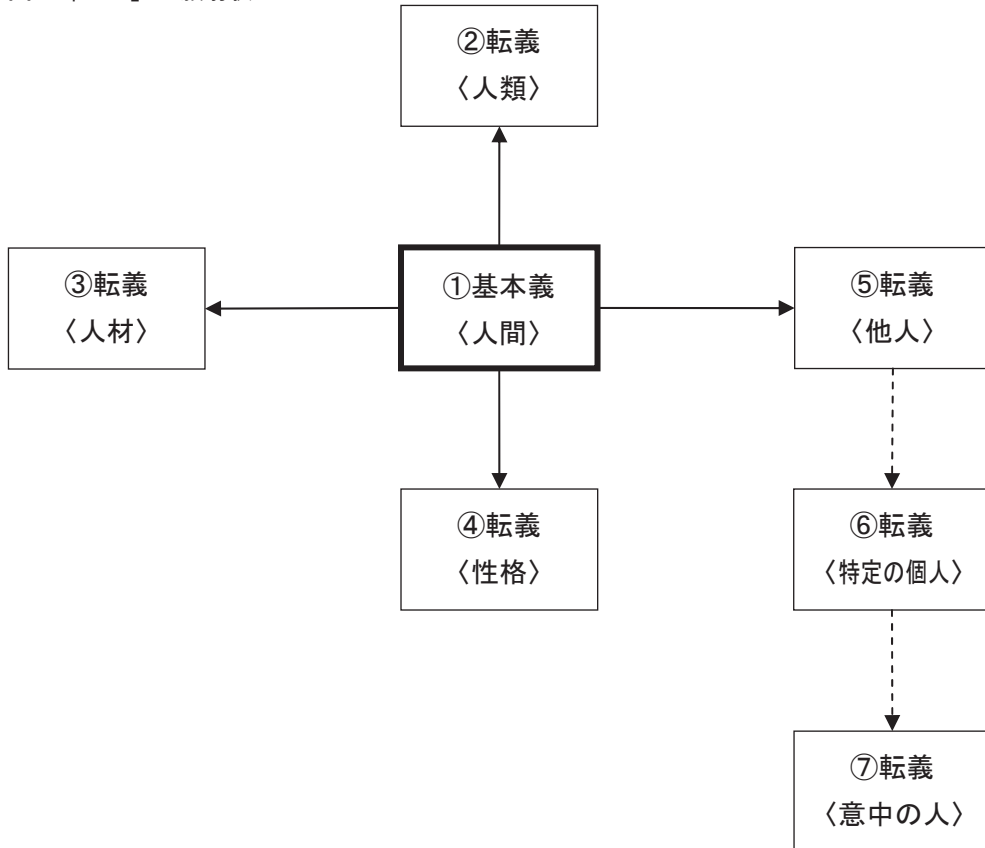 ②転義
〈人類〉
③転義
〈人材〉
①基本義
〈人間〉
⑤転義
〈他人〉
④転義
〈性格〉
⑥転義
〈特定の個人〉
⑦転義
〈意中の人〉